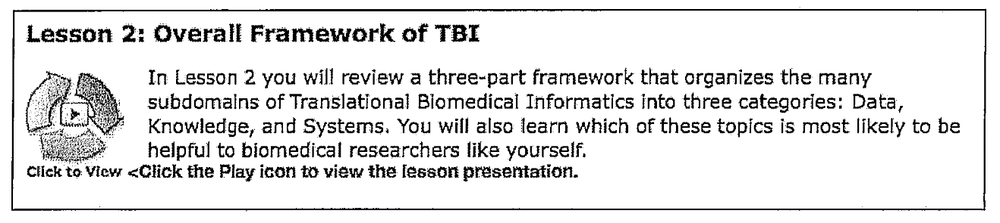 Lesson 2: Overall Framework of TBI
In Lesson 2 you will review a three-part framework that organizes the many
subdomains of Translational Biomedical Informatics into three categories: Data,
Knowledge, and Systems. You will also learn which of these topics is most likely to be
helpful to biomedical researchers like yourself.
Click to View <Click the Play icon to view the lesson presentation.